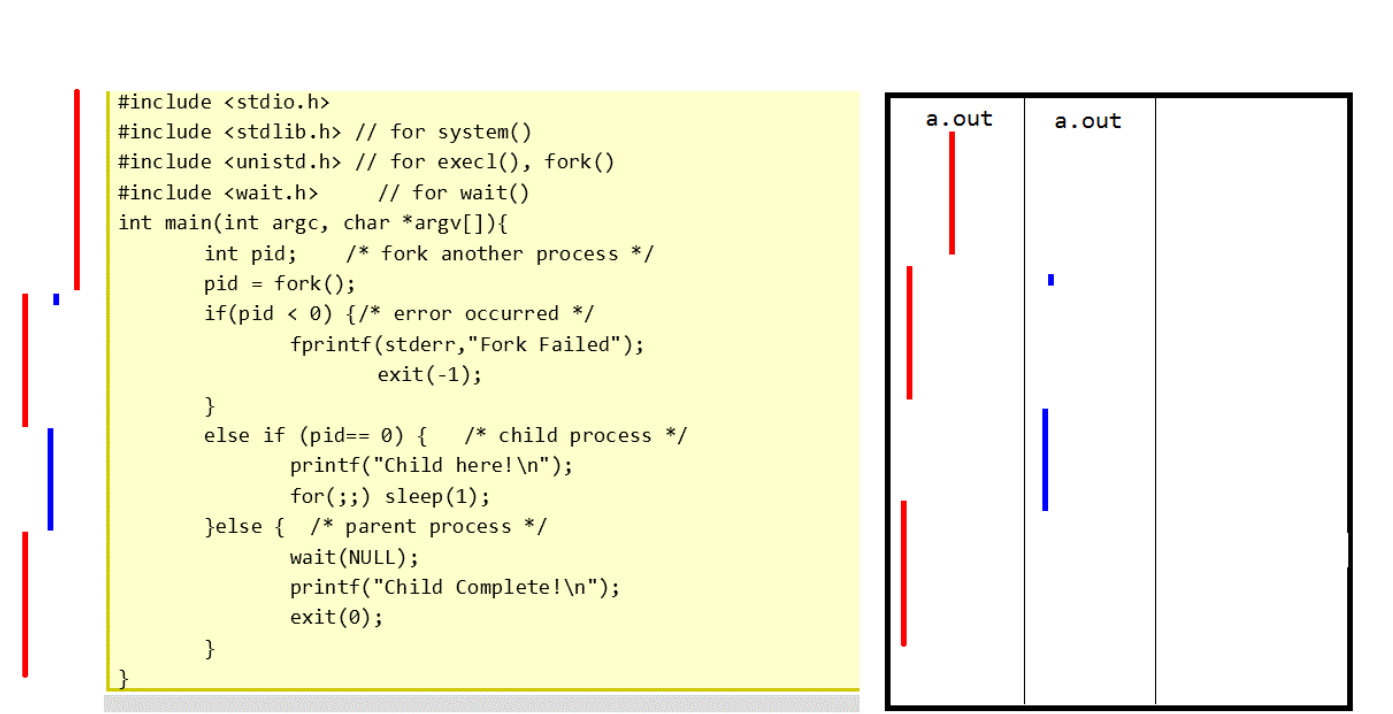 #include <stdio.h>
#include <stdlib.h> // for system()
#include <unistd.h> // for execl(), fork()
#include <wait.h>     // for wait()
int main(int argc, char *argv[]){
int pid;    /* fork another process */
pid = fork();
if(pid < 0) {/* error occurred */
fprintf(stderr,"Fork Failed");
exit(-1);
}
else if (pid== 0) {   /* child process */
printf("Child here!\n");
for(;;) sleep(1);
}else {  /* parent process */
wait(NULL);
printf("Child Complete!\n");
exit(0);
}
}
a.out
a.out